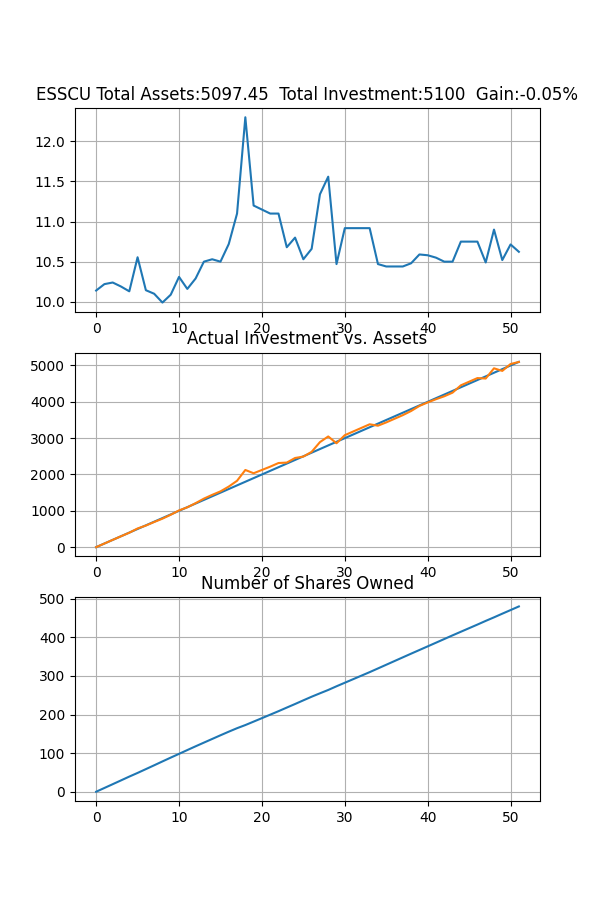 ESSCU Total Assets:5097.45  Total Investment:5100  Gain:-0.05%
12.0
11.5
11.0
10.5
10.0
0 10 20 30 40 50
Actual Investment vs. Assets
5000
4000
3000
2000
1000
0
0 10 20 30 40 50
Number of Shares Owned
500
400
300
200
100
0
0 10 20 30 40 50